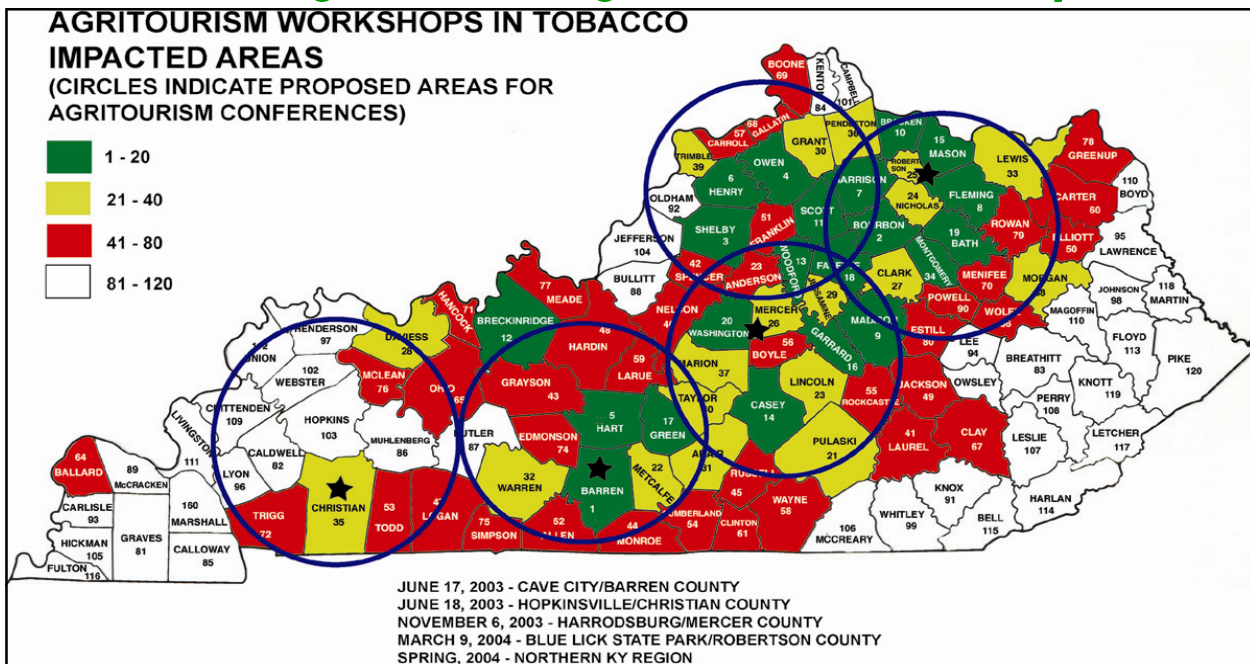 AGRITOURISM WORKSHOPS IN TOBACCO
IMPACTED AREAS
(CIRCLES INDICATE PROPOSED AREAS FOR
AGRITOURISM CONFERENCES)
1 - 20
21 - 40
41 - 80
81 - 120
BOONE
69
KENTON
84
CAMPBELL
101
PENDLETON
GRANT
30
GALLATIN
CARROLL
57
TRIMBLE
39
OWEN
4
HENRY
6
OLDHAM
92
BRACKEN
10
MASON
15
ROBERTSON
25
LEWIS
33
GREENUP
78
HARRISON
7
NICHOLAS
24
FLEMING
8
CARTER
60
BOYD
110
SHELBY
3
FRANKLIN
51
SCOTT
11
BOURBON
2
BATH
19
ROWAN
79
ELLIOTT
50
LAWRENCE
95
JEFFERSON
104
BULLITT
88
SPENCER
42
ANDERSON
23
WOODFORD
13
FAYETTE
18
CLARK
27
MONTGOMERY
34
MENIFEE
70
MORGAN
JOHNSON
98
MARTIN
118
MEADE
77
HANCOCK
71
BRECKINRIDGE
12
NELSON
WASHINGTON
20
MERCER
26
JESSAMINE
29
MADISON
9
GARRARD
16
POWELL
90
ESTILL
WOLFE
MAGOFFIN
110
FLOYD
113
PIKE
120
HENDERSON
97
DAVIESS
28
UNION
HARDIN
48
LARUE
59
MARION
37
BOYLE
56
LINCOLN
23
LEE
94
BREATHITT
83
KNOTT
119
WEBSTER
102
MCLEAN
76
OHIO
65
GRAYSON
43
TAYLOR
CASEY
14
ROCKCASTLE
55
JACKSON
49
OWSLEY
PERRY
108
LETCHER
117
CRITTENDEN
109
HOPKINS
103
MUHLENBERG
86
BUTLER
87
EDMONSON
74
HART
5
GREEN
17
ADAIR
31
PULASKI
21
LAUREL
41
CLAY
67
LESLIE
107
HARLAN
114
LIVINGSTON
111
LYON
96
CALDWELL
82
BALLARD
64
McCRACKEN
89
CHRISTIAN
35
WARREN
32
BARREN
1
METCALFE
22
RUSSELL
45
WAYNE
58
KNOX
91
BELL
115
WHITLEY
99
MCCREARY
106
CARLISLE
93
GRAVES
81
MARSHALL
160
CALLOWAY
85
TRIGG
72
TODD
53
LOGAN
SIMPSON
75
ALLEN
52
MONROE
44
CUMBERLAND
54
CLINTON
61
HICKMAN
105
FULTON
116
JUNE 17, 2003 - CAVE CITY/BARREN COUNTY
JUNE 18, 2003 - HOPKINSVILLE/CHRISTIAN COUNTY
NOVEMBER 6, 2003 - HARRODSBURG/MERCER COUNTY
MARCH 9, 2004 - BLUE LICK STATE PARK/ROBERTSON COUNTY
SPRING, 2004 - NORTHERN KY REGION